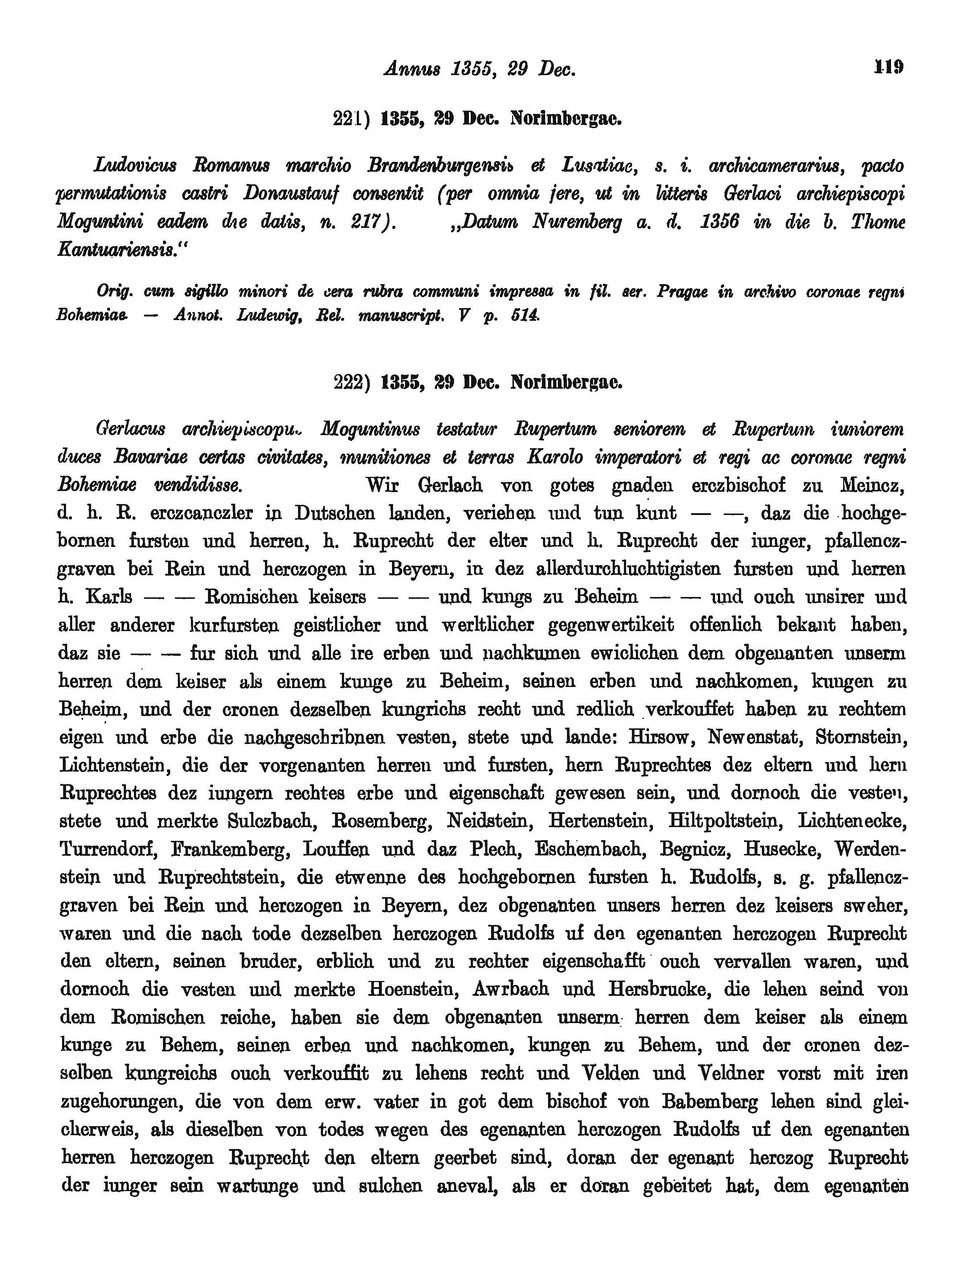 Annus 1355, 29 Dec. 119
221) 1355, 29 Dec. Norimbergae.
Ludovicus Romanus marchio Brandenburgensis et Lusatiae, s. i. archicamerarius, pacto
permutationis castri Donaustauf consentit (per omnia fere, ut in litteris Gerlaci archiepiscopi
Moguntini eadem die datis, n. 217). „Datum Nuremberg a. d. 1356 in die b. Thome
Kantuariensis.“
Orig. cum sigillo minori de cera rubra communi impressa in fil. ser. Pragae in archivo coronae regni
Bohemiae. — Annot. Ludewig, Rel. manuscript. V p. 514.
222) 1355, 29 Dec. Norimbergae.
Gerlacus archiepiscopus Moguntinus testatur Rupertum seniorem et Rupertum iuniorem
duces Bavariae certas civitates, munitiones et terras Karolo imperatori et regi ac coronae regni
Bohemiae vendidisse. Wir Gerlach von gotes gnaden erczbischof zu Meincz,
d. h. R. erczcanczler in Dutschen landen, veriehen und tun kunt — —, daz die hochge-
bornen fursten und herren, h. Ruprecht der elter und h. Ruprecht der iunger, pfallencz-
graven bei Rein und herczogen in Beyern, in dez allerdurchluchtigisten fursten und herren
h. Karls — — Romischen keisers — — und kungs zu Beheim — — und ouch unsirer und
aller anderer kurfursten geistlicher und werltlicher gegenwertikeit offenlich bekant haben,
daz sie — — fur sich und alle ire erben und nachkumen ewiclichen dem obgenanten unserm
herren dem keiser als einem kunge zu Beheim, seinen erben und nachkomen, kungen zu
Beheim, und der cronen dezselben kungrichs recht und redlich verkouffet haben zu rechtem
eigen und erbe die nachgeschribnen vesten, stete und lande: Hirsow, Newenstat, Stornstein,
Lichtenstein, die der vorgenanten herren und fursten, hern Ruprechtes dez eltern und hern
Ruprechtes dez iungern rechtes erbe und eigenschaft gewesen sein, und dornoch die vesten,
stete und merkte Sulczbach, Rosemberg, Neidstein, Hertenstein, Hiltpoltstein, Lichtenecke,
Turrendorf, Frankemberg, Louffen und daz Plech, Eschembach, Begnicz, Husecke, Werden-
stein und Ruprechtstein, die etwenne des hochgebornen fursten h. Rudolfs, s. g. pfallencz-
graven bei Rein und herczogen in Beyern, dez obgenanten unsers herren dez keisers sweher,
waren und die nach tode dezselben herczogen Rudolfs uf den egenanten herczogen Ruprecht
den eltern, seinen bruder, erblich und zu rechter eigenschafft ouch vervallen waren, und
dornoch die vesten und merkte Hoenstein, Awrbach und Hersbrucke, die lehen seind von
dem Romischen reiche, haben sie dem obgenanten unserm herren dem keiser als einem
kunge zu Behem, seinen erben und nachkomen, kungen zu Behem, und der cronen dez-
selben kungreichs ouch verkouffit zu lehens recht und Velden und Veldner vorst mit iren
zugehorungen, die von dem erw. vater in got dem bischof von Babemberg lehen sind glei-
cherweis, als dieselben von todes wegen des egenanten herczogen Rudolfs uf den egenanten
herren herczogen Ruprecht den eltern geerbet sind, doran der egenant herczog Ruprecht
der iunger sein wartunge und sulchen aneval, als er doran gebeitet hat, dem egenanten